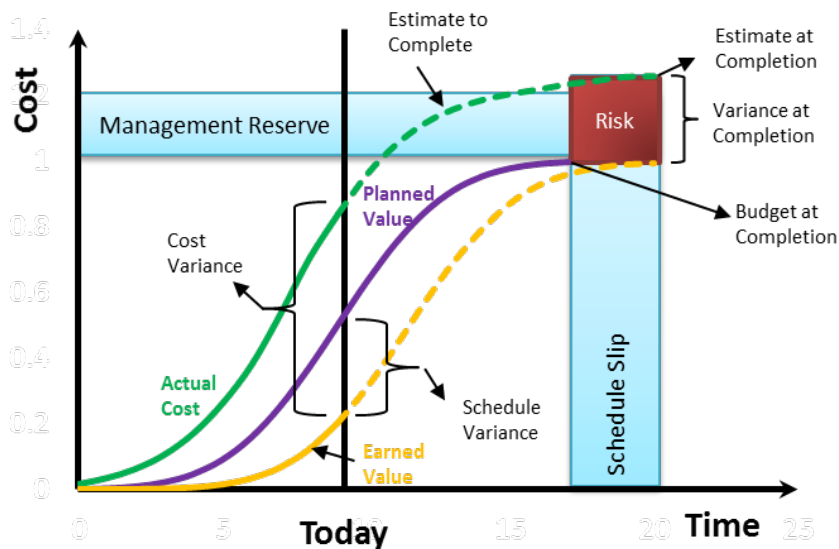 1.4
1.2
1
0.8
0.6
0.4
0.2
0
Cost
Estimate to
Complete
Estimate at
Completion
Management Reserve
Risk
Variance at
Completion
Planned
Value
Budget at
Completion
Cost
Variance
Actual
Cost
Schedule
Variance
Earned
Value
Schedule Slip
0
5
10
15
20
25
Today
Time